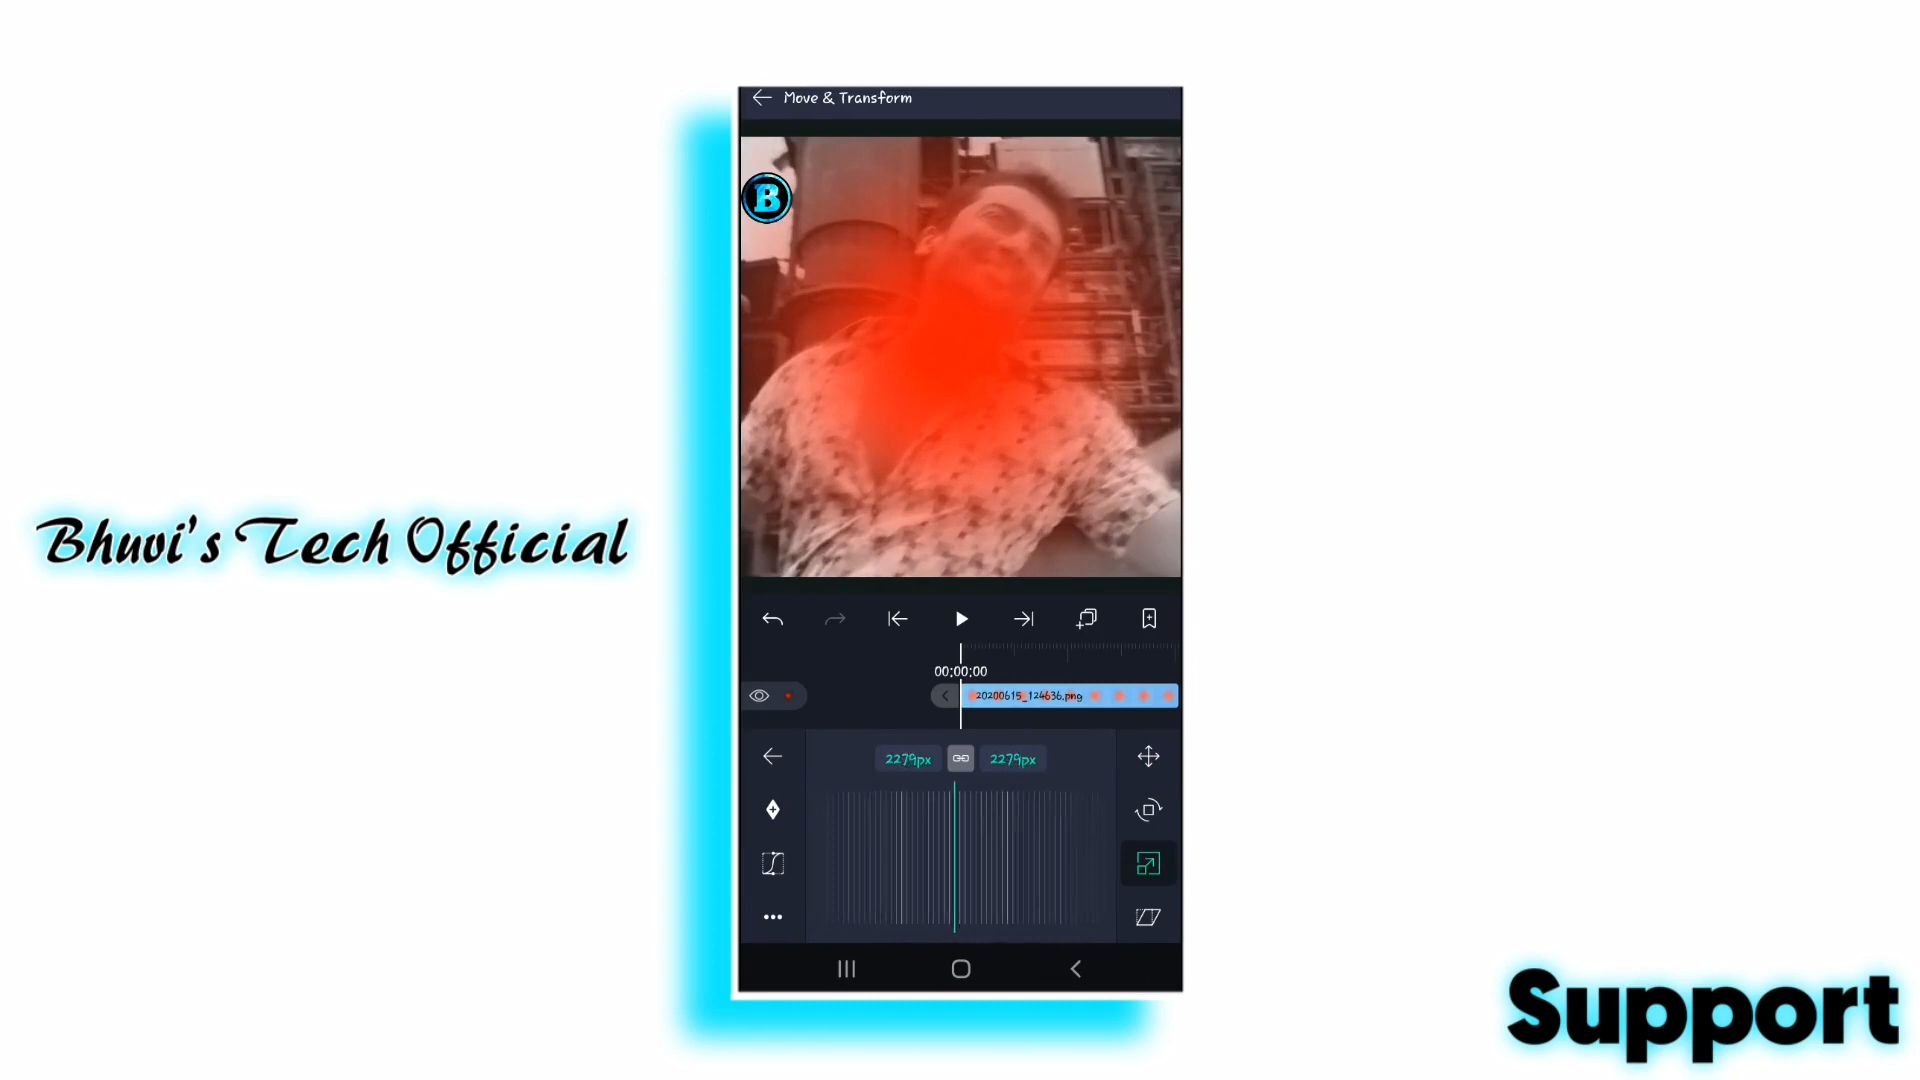 Move & Transform
B
Bhuvi's Tech Official
00:00:00
20200615_124636.png
2279px 2279px
Support